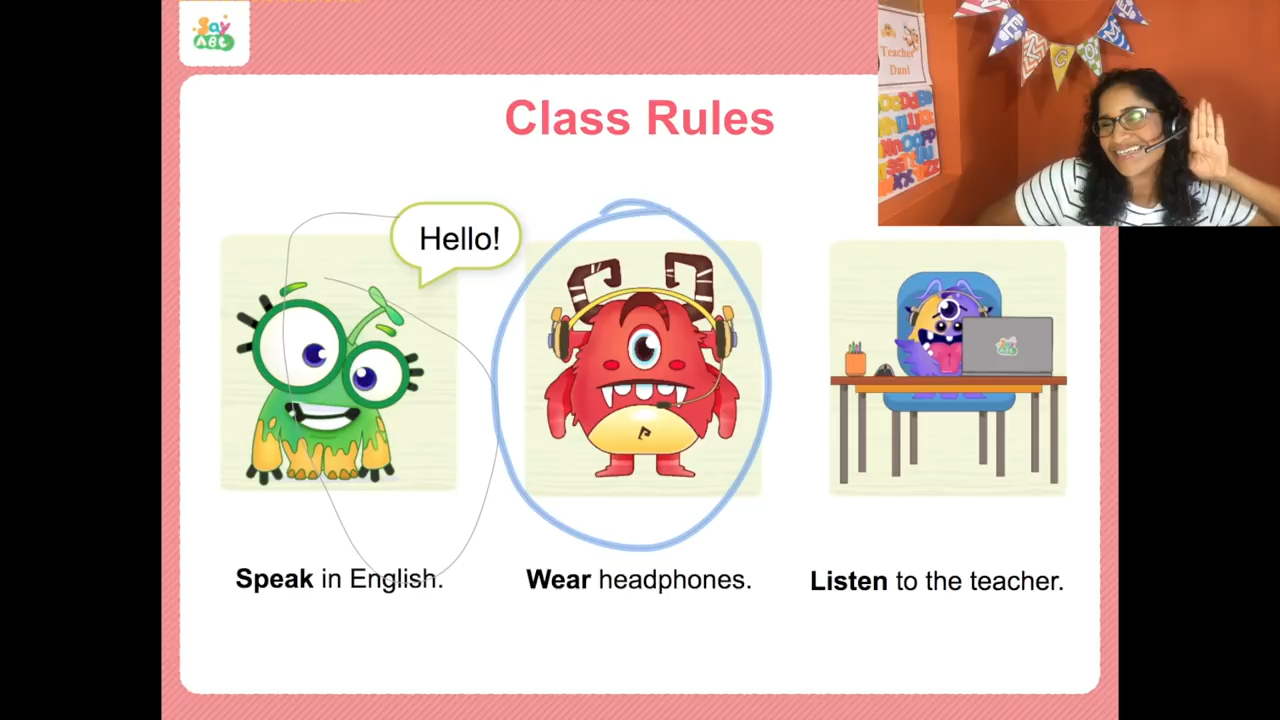 Say
ABC
Class Rules
Teacher
Dani
Hello!
Speak in English.
Wear headphones.
Listen to the teacher.